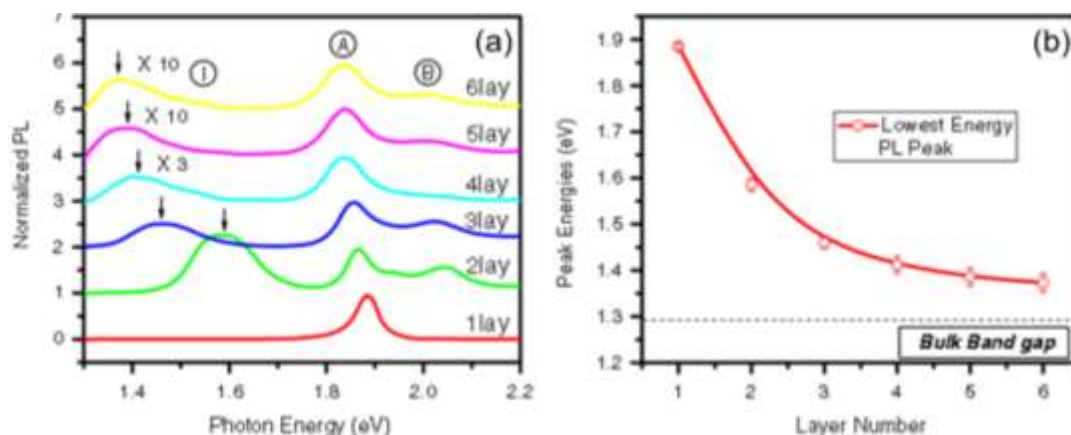 7
6
5
4
3
2
1
0
Normalized PL
(a)
X 10
I
A
B
6lay
X 10
5lay
X 3
4lay
3lay
2lay
1lay
1.4 1.6 1.8 2.0 2.2
Photon Energy (eV)
(b)
1.9
1.8
1.7
1.6
1.5
1.4
1.3
1.2
Peak Energies (eV)
Lowest Energy
PL Peak
Bulk Band gap
1 2 3 4 5 6
Layer Number